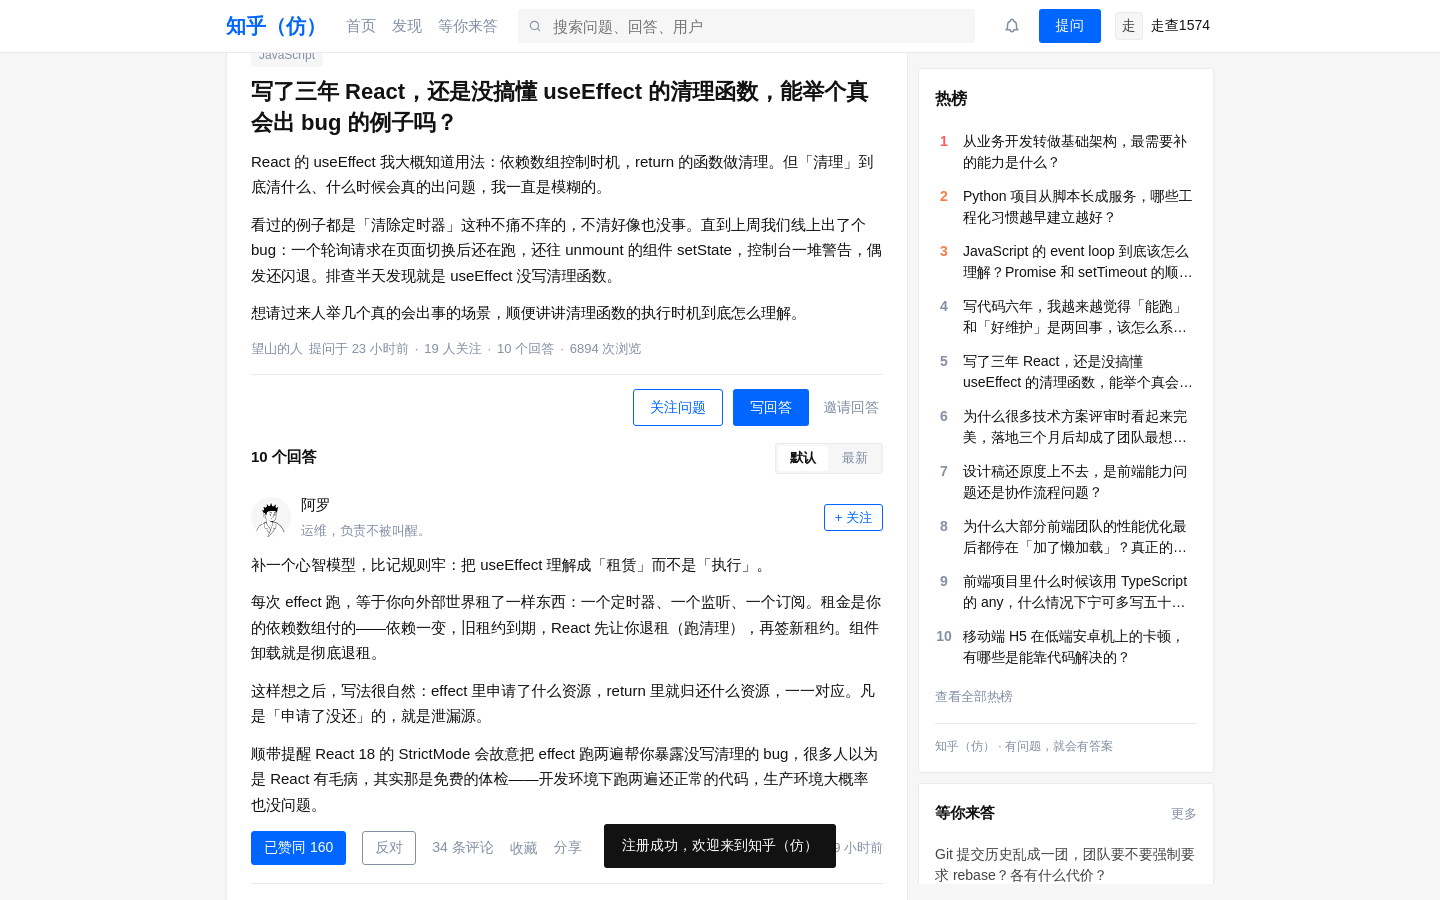 知乎（仿）
首页 发现 等你来答
搜索问题、回答、用户
提问
走 走查1574
JavaScript
写了三年 React，还是没搞懂 useEffect 的清理函数，能举个真
会出 bug 的例子吗？
React 的 useEffect 我大概知道用法：依赖数组控制时机，return 的函数做清理。但「清理」到
底清什么、什么时候会真的出问题，我一直是模糊的。
看过的例子都是「清除定时器」这种不痛不痒的，不清好像也没事。直到上周我们线上出了个
bug：一个轮询请求在页面切换后还在跑，还往 unmount 的组件 setState，控制台一堆警告，偶
发还闪退。排查半天发现就是 useEffect 没写清理函数。
想请过来人举几个真的会出事的场景，顺便讲讲清理函数的执行时机到底怎么理解。
望山的人 提问于 23 小时前 · 19 人关注 · 10 个回答 · 6894 次浏览
关注问题 写回答 邀请回答
10 个回答
默认 最新
阿罗
运维，负责不被叫醒。
+ 关注
补一个心智模型，比记规则牢：把 useEffect 理解成「租赁」而不是「执行」。
每次 effect 跑，等于你向外部世界租了一样东西：一个定时器、一个监听、一个订阅。租金是你
的依赖数组付的——依赖一变，旧租约到期，React 先让你退租（跑清理），再签新租约。组件
卸载就是彻底退租。
这样想之后，写法很自然：effect 里申请了什么资源，return 里就归还什么资源，一一对应。凡
是「申请了没还」的，就是泄漏源。
顺带提醒 React 18 的 StrictMode 会故意把 effect 跑两遍帮你暴露没写清理的 bug，很多人以为
是 React 有毛病，其实那是免费的体检——开发环境下跑两遍还正常的代码，生产环境大概率
也没问题。
已赞同 160 反对 34 条评论 收藏 分享
注册成功，欢迎来到知乎（仿）
小时前
热榜
1 从业务开发转做基础架构，最需要补
的能力是什么？
2 Python 项目从脚本长成服务，哪些工
程化习惯越早建立越好？
3 JavaScript 的 event loop 到底该怎么
理解？Promise 和 setTimeout 的顺…
4 写代码六年，我越来越觉得「能跑」
和「好维护」是两回事，该怎么系…
5 写了三年 React，还是没搞懂
useEffect 的清理函数，能举个真会…
6 为什么很多技术方案评审时看起来完
美，落地三个月后却成了团队最想…
7 设计稿还原度上不去，是前端能力问
题还是协作流程问题？
8 为什么大部分前端团队的性能优化最
后都停在「加了懒加载」？真正的…
9 前端项目里什么时候该用 TypeScript
的 any，什么情况下宁可多写五十…
10 移动端 H5 在低端安卓机上的卡顿，
有哪些是能靠代码解决的？
查看全部热榜
知乎（仿） · 有问题，就会有答案
等你来答 更多
Git 提交历史乱成一团，团队要不要强制要
求 rebase？各有什么代价？